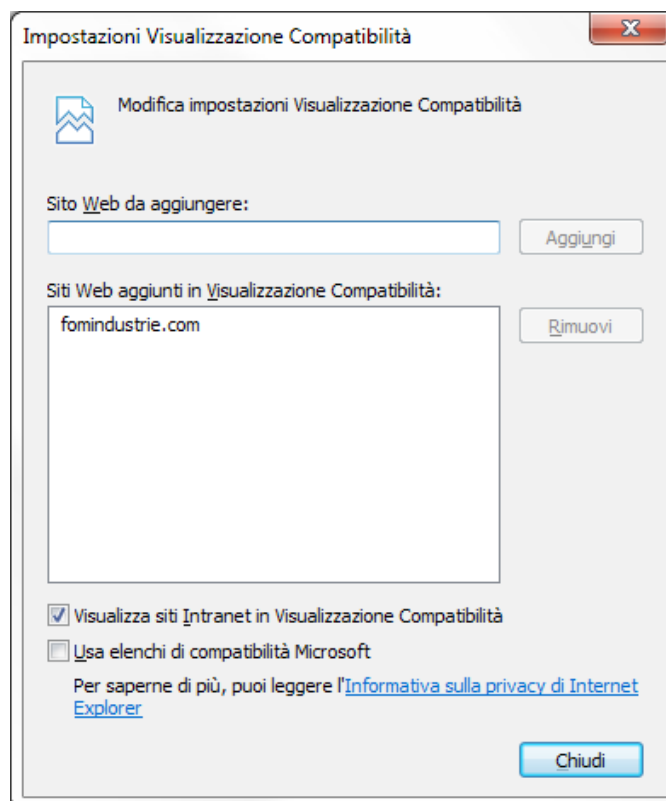 Impostazioni Visualizzazione Compatibilità
Modifica impostazioni Visualizzazione Compatibilità
Sito Web da aggiungere:
Aggiungi
Siti Web aggiunti in Visualizzazione Compatibilità:
fomindustrie.com
Rimuovi
Visualizza siti Intranet in Visualizzazione Compatibilità
Usa elenchi di compatibilità Microsoft
Per saperne di più, puoi leggere l'Informativa sulla privacy di Internet
Explorer
Chiudi